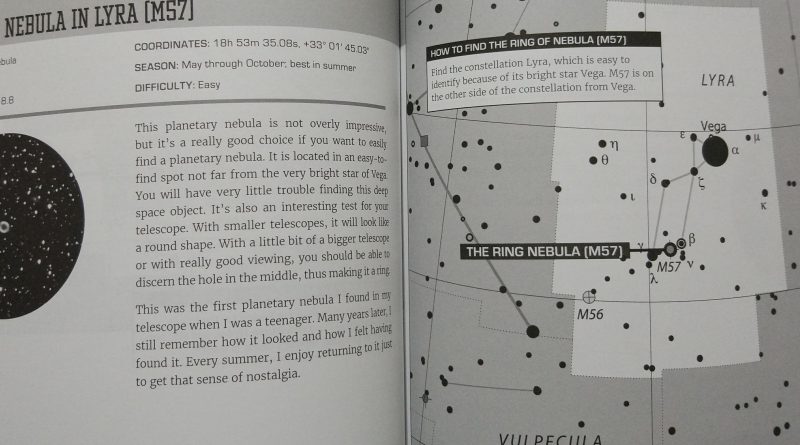 NEBULA IN LYRA (M57)
COORDINATES: 18h 53m 35.08s, +33° 01' 45.03"
SEASON: May through October; best in summer
DIFFICULTY: Easy
8.8
This planetary nebula is not overly impressive,
but it's a really good choice if you want to easily
find a planetary nebula. It is located in an easy-to-
find spot not far from the very bright star of Vega.
You will have very little trouble finding this deep
space object. It's also an interesting test for your
telescope. With smaller telescopes, it will look like
a round shape. With a little bit of a bigger telescope
or with really good viewing, you should be able to
discern the hole in the middle, thus making it a ring.
This was the first planetary nebula I found in my
telescope when I was a teenager. Many years later, I
still remember how it looked and how I felt having
found it. Every summer, I enjoy returning to it just
to get that sense of nostalgia.
HOW TO FIND THE RING OF NEBULA (M57)
Find the constellation Lyra, which is easy to
identify because of its bright star Vega. M57 is on
the other side of the constellation from Vega.
LYRA
Vega
ε
μ
α
η
θ
δ
ζ
ι
κ
THE RING NEBULA (M57)
γ
β
M57
ν
λ
M56
VULPECULA